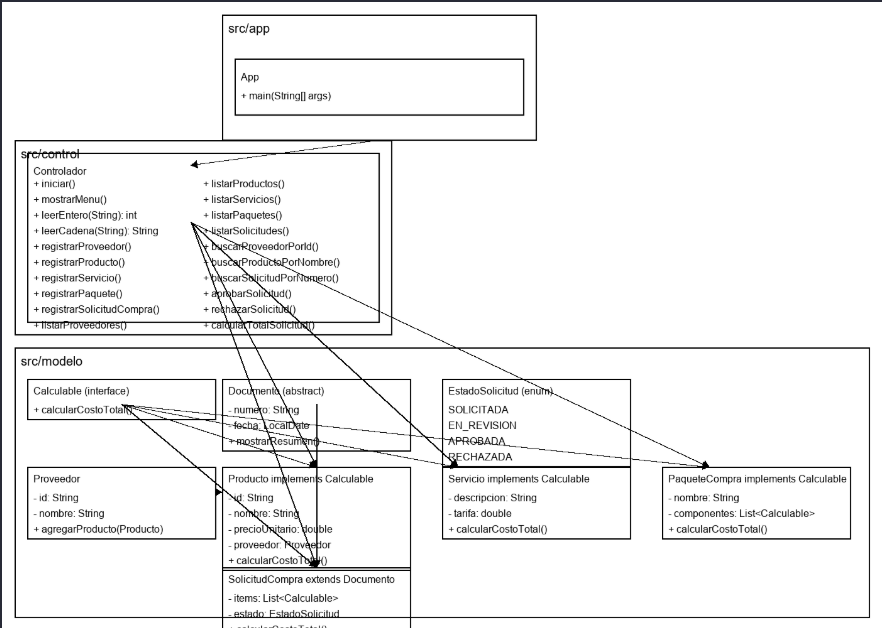 src/app
App
+ main(String[] args)
src/control
Controlador
+ iniciar()
+ mostrarMenu()
+ leerEntero(String): int
+ leerCadena(String): String
+ registrarProveedor()
+ registrarProducto()
+ registrarServicio()
+ registrarPaquete()
+ registrarSolicitudCompra()
+ listarProveedores()
+ listarProductos()
+ listarServicios()
+ listarPaquetes()
+ listarSolicitudes()
+ buscarProveedorPorId()
+ buscarProductoPorNombre()
+ buscarSolicitudPorNumero()
+ aprobarSolicitud()
+ rechazarSolicitud()
+ calcularTotalSolicitud()
src/modelo
Calculable (interface)
+ calcularCostoTotal()
Documento (abstract)
- numero: String
- fecha: LocalDate
+ mostrarResumen()
EstadoSolicitud (enum)
SOLICITADA
EN_REVISION
APROBADA
RECHAZADA
Proveedor
- id: String
- nombre: String
+ agregarProducto(Producto)
Producto implements Calculable
- id: String
- nombre: String
- precioUnitario: double
- proveedor: Proveedor
+ calcularCostoTotal()
Servicio implements Calculable
- descripcion: String
- tarifa: double
+ calcularCostoTotal()
PaqueteCompra implements Calculable
- nombre: String
- componentes: List<Calculable>
+ calcularCostoTotal()
SolicitudCompra extends Documento
- items: List<Calculable>
- estado: EstadoSolicitud
+ calcularCostoTotal()